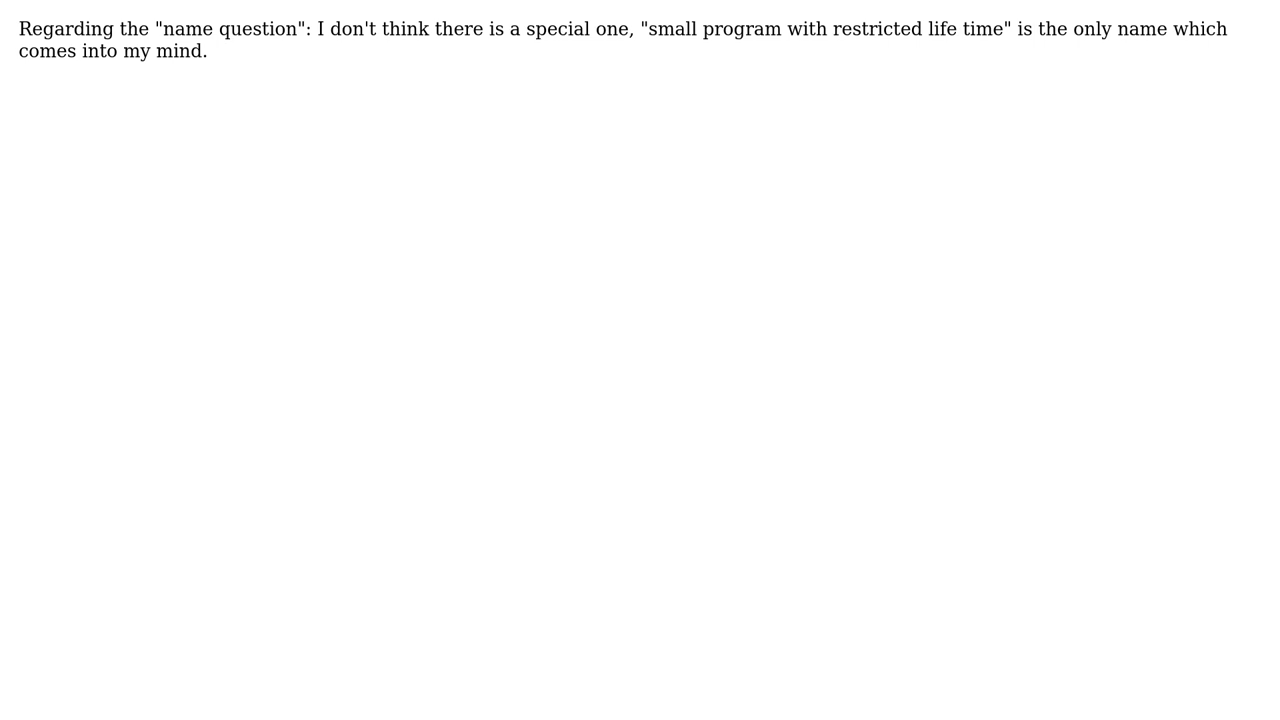 Regarding the "name question": I don't think there is a special one, "small program with restricted life time" is the only name which
comes into my mind.